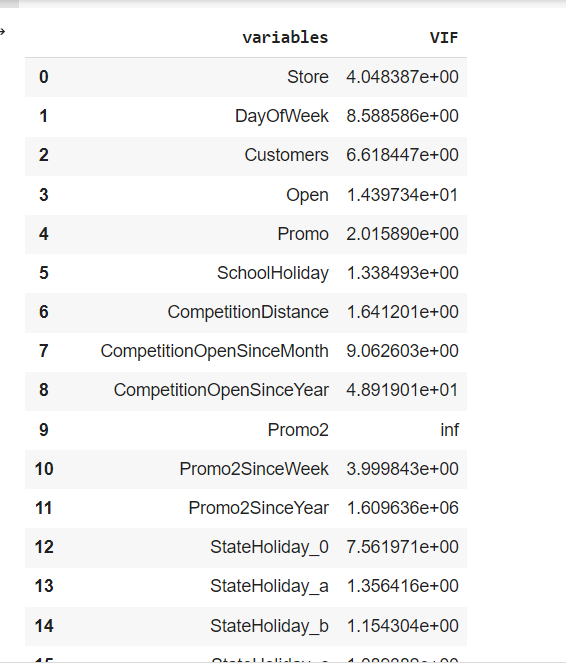 variables VIF
0 Store 4.048387e+00
1 DayOfWeek 8.588586e+00
2 Customers 6.618447e+00
3 Open 1.439734e+01
4 Promo 2.015890e+00
5 SchoolHoliday 1.338493e+00
6 CompetitionDistance 1.641201e+00
7 CompetitionOpenSinceMonth 9.062603e+00
8 CompetitionOpenSinceYear 4.891901e+01
9 Promo2 inf
10 Promo2SinceWeek 3.999843e+00
11 Promo2SinceYear 1.609636e+06
12 StateHoliday_0 7.561971e+00
13 StateHoliday_a 1.356416e+00
14 StateHoliday_b 1.154304e+00